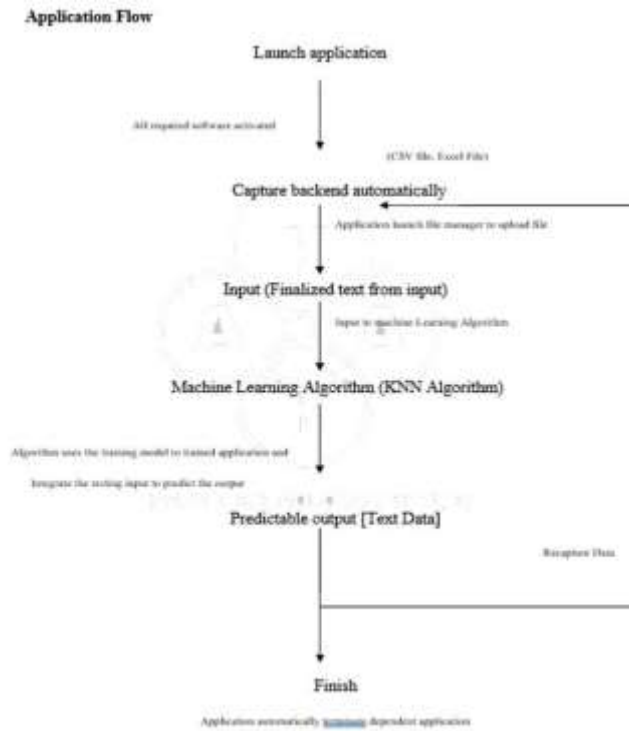 Application Flow
Launch application
All required software activated
(CSV file, Excel File)
Capture backend automatically
Application launch file manager to upload file
Input (Finalized text from input)
Input to machine Learning Algorithm
Machine Learning Algorithm (KNN Algorithm)
Algorithm uses the learning model to trained application and
Integrate the testing input to predict the output
Predictable output [Text Data]
Recapture Data
Finish
Application automatically terminate dependent application